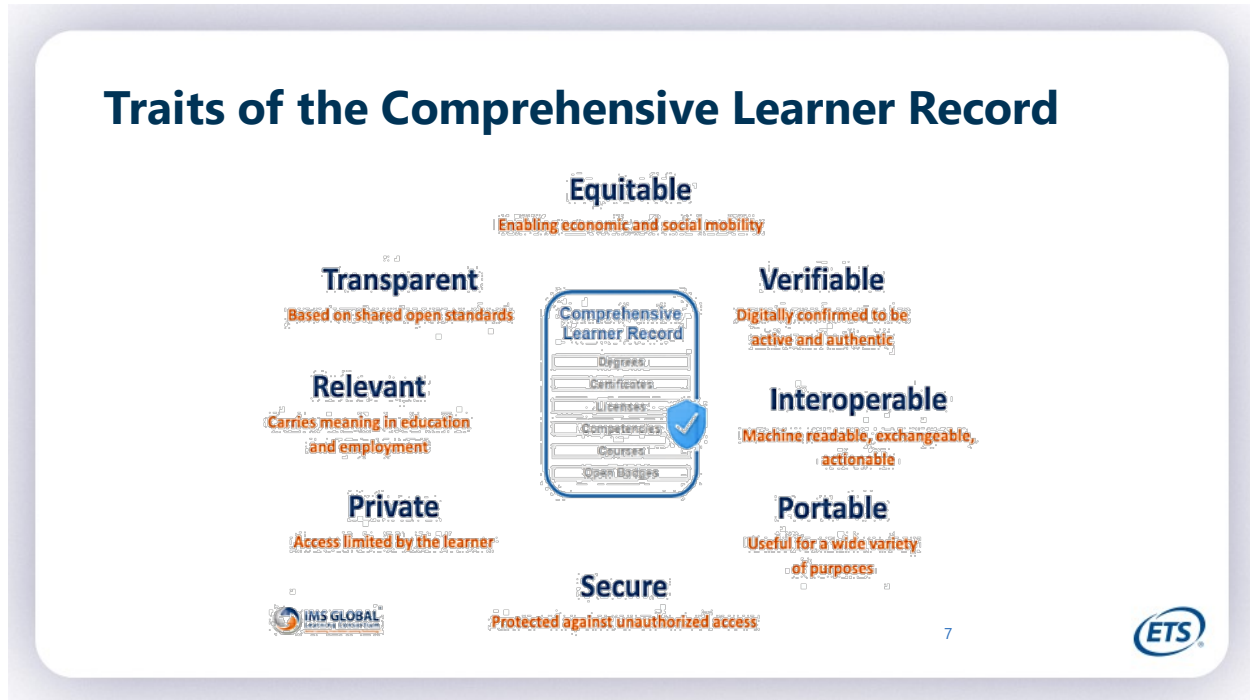 Traits of the Comprehensive Learner Record
Equitable
Enabling economic and social mobility
Transparent
Based on shared open standards
Verifiable
Digitally confirmed to be
active and authentic
Comprehensive
Learner Record
Degrees
Certificates
Licenses
Competencies
Courses
Open Badges
Relevant
Carries meaning in education
and employment
Interoperable
Machine readable, exchangeable,
actionable
Private
Access limited by the learner
Portable
Useful for a wide variety
of purposes
Secure
Protected against unauthorized access
IMS GLOBAL
Learning Consortium
7
ETS